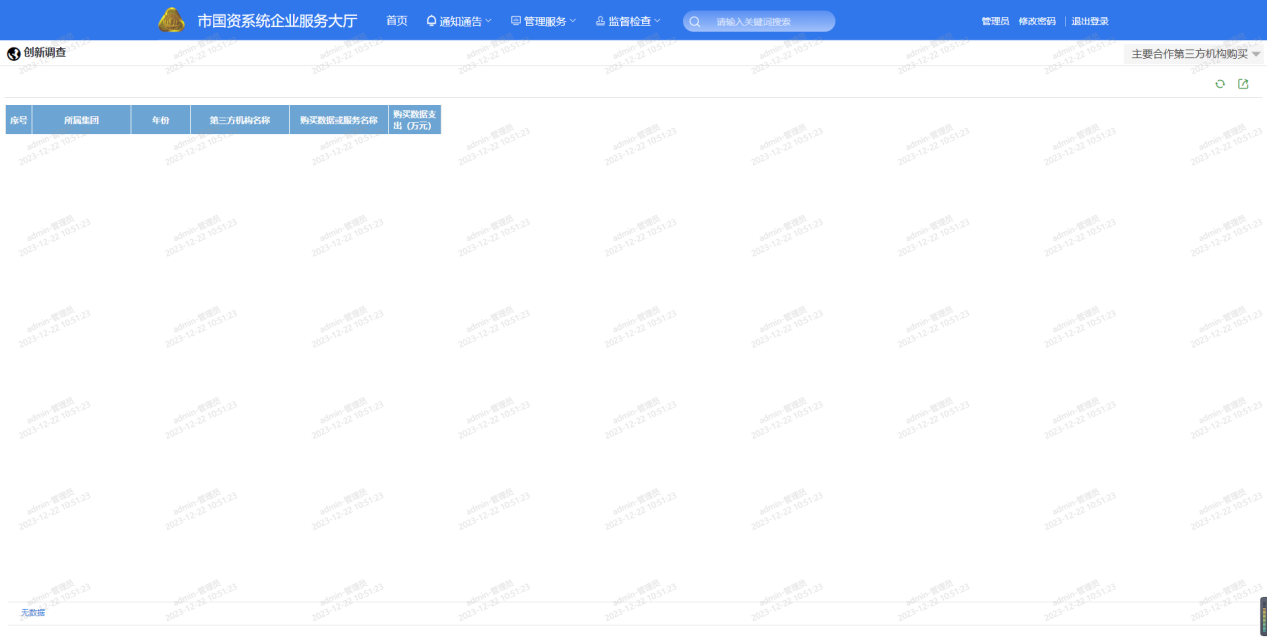 市国资系统企业服务大厅 首页 通知通告 管理服务 监督检查 请输入关键词搜索 管理员 修改密码 退出登录
创新调查 主要合作第三方机构购买
序号 所属集团 年份 第三方机构名称 购买数据或服务名称 购买数据支出（万元）
admin-管理员
2023-12-22 10:51:23
无数据